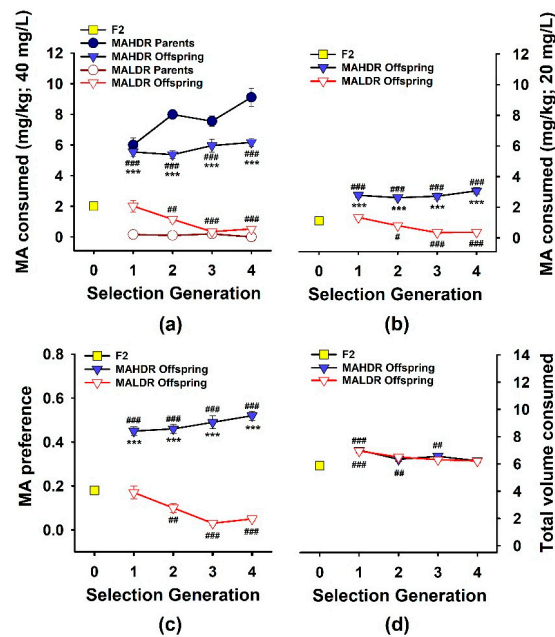 F2
MAHDR Parents
MAHDR Offspring
MALDR Parents
MALDR Offspring
MA consumed (mg/kg; 40 mg/L)
12
10
8
6
4
2
0
###
***
###
***
###
***
###
***
##
###
###
0 1 2 3 4
Selection Generation
(a)
F2
MAHDR Offspring
MALDR Offspring
MA consumed (mg/kg; 20 mg/L)
12
10
8
6
4
2
0
###
***
###
***
###
***
###
***
#
###
###
0 1 2 3 4
Selection Generation
(b)
F2
MAHDR Offspring
MALDR Offspring
MA preference
0.8
0.6
0.4
0.2
0.0
###
***
###
***
###
***
###
***
##
###
###
0 1 2 3 4
Selection Generation
(c)
F2
MAHDR Offspring
MALDR Offspring
Total volume consumed
14
12
10
8
6
4
2
0
###
###
##
##
0 1 2 3 4
Selection Generation
(d)